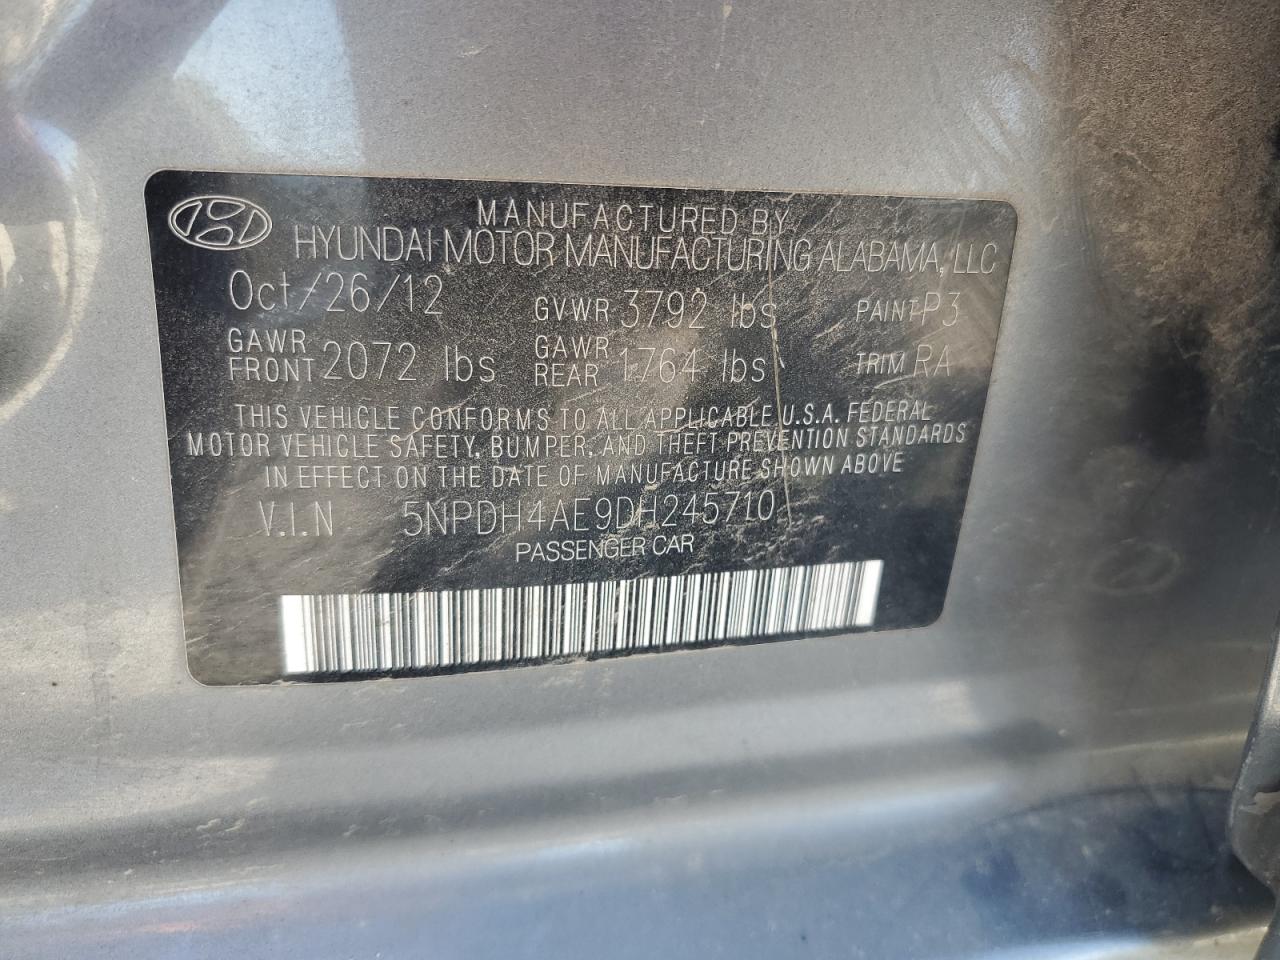 MANUFACTURED BY
HYUNDAI MOTOR MANUFACTURING ALABAMA, LLC
Oct/26/12 GVWR 3792 lbs PAINT P3
GAWR FRONT 2072 lbs GAWR REAR 1764 lbs TRIM RA
THIS VEHICLE CONFORMS TO ALL APPLICABLE U.S.A. FEDERAL
MOTOR VEHICLE SAFETY, BUMPER, AND THEFT PREVENTION STANDARDS
IN EFFECT ON THE DATE OF MANUFACTURE SHOWN ABOVE
V.I.N 5NPDH4AE9DH245710
PASSENGER CAR